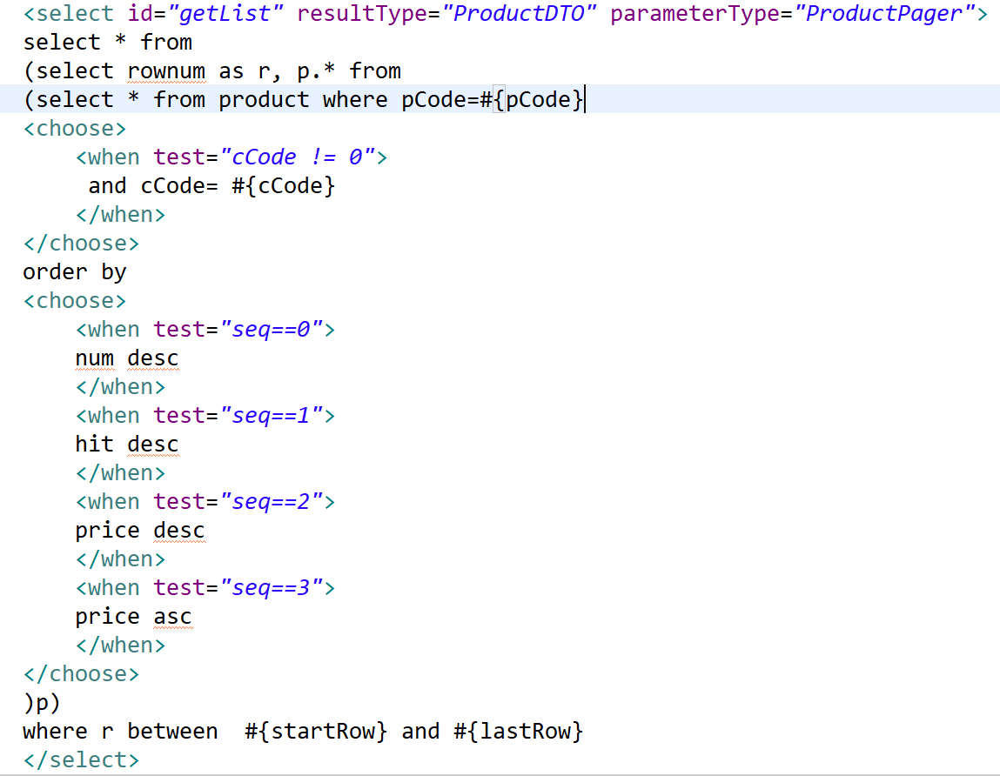 <select id="getList" resultType="ProductDTO" parameterType="ProductPager">
select * from
(select rownum as r, p.* from
(select * from product where pCode=#{pCode}
<choose>
    <when test="cCode != 0">
     and cCode= #{cCode}
    </when>
</choose>
order by
<choose>
    <when test="seq==0">
    num desc
    </when>
    <when test="seq==1">
    hit desc
    </when>
    <when test="seq==2">
    price desc
    </when>
    <when test="seq==3">
    price asc
    </when>
</choose>
)p)
where r between  #{startRow} and #{lastRow}
</select>